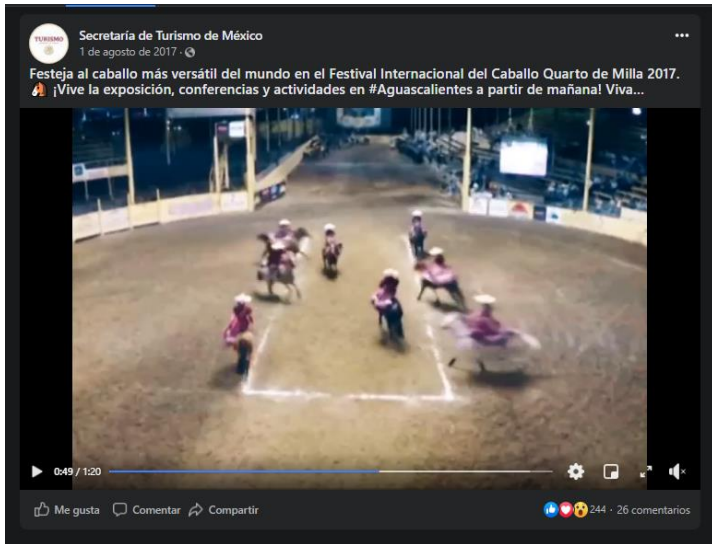 TURISMO
Secretaría de Turismo de México
1 de agosto de 2017 ·
Festeja al caballo más versátil del mundo en el Festival Internacional del Caballo Quarto de Milla 2017.
¡Vive la exposición, conferencias y actividades en #Aguascalientes a partir de mañana! Viva...
0:49 / 1:20
Me gusta Comentar Compartir
244 · 26 comentarios